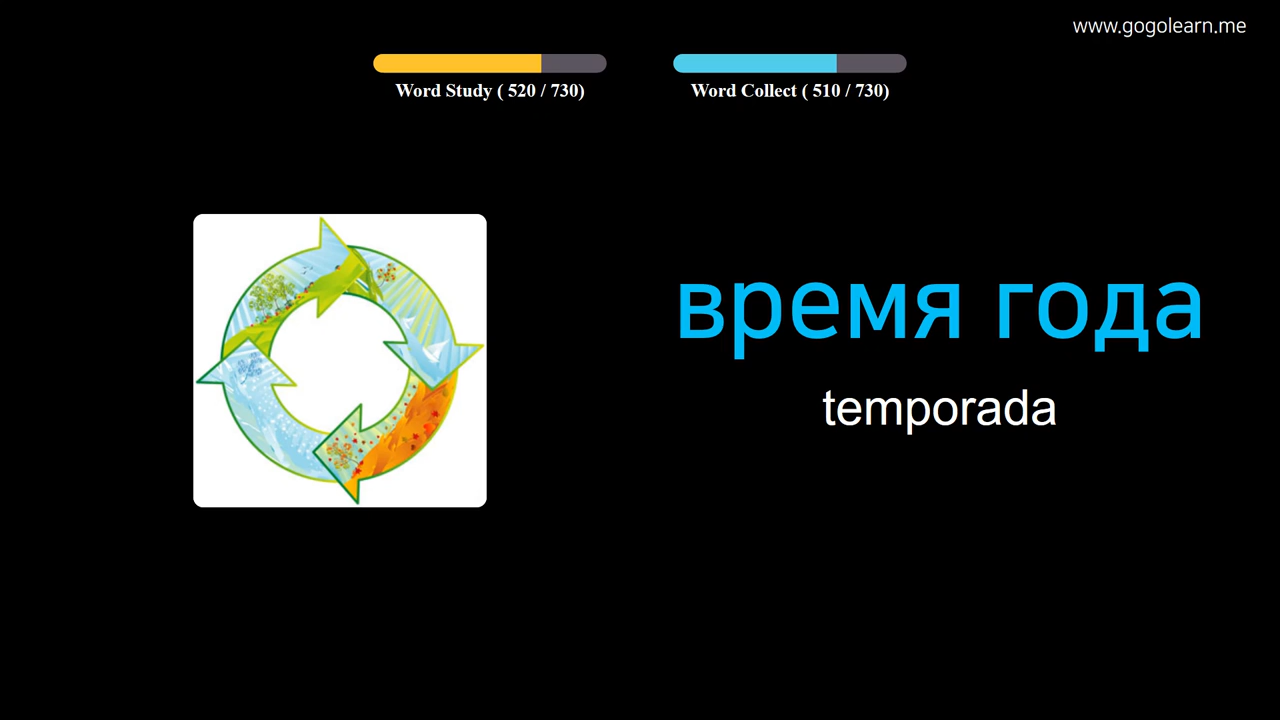 www.gogolearn.me
Word Study ( 520 / 730)
Word Collect ( 510 / 730)
время года
temporada